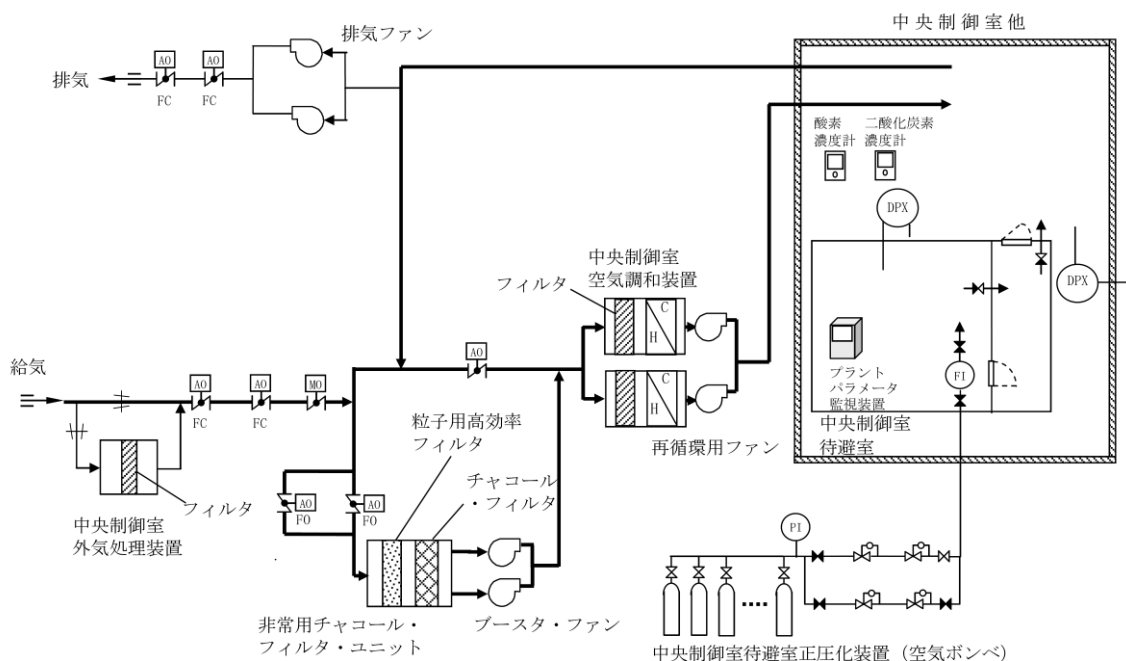 中央制御室他
排気ファン
AO
AO
排気
FC
FC
酸素
濃度計
二酸化炭素
濃度計
DPX
DPX
中央制御室
空気調和装置
フィルタ
C
H
C
H
AO
給気
AO
AO
MO
FC
FC
プラント
パラメータ
監視装置
FI
中央制御室
待避室
粒子用高効率
フィルタ
再循環用ファン
チャコール
・フィルタ
フィルタ
AO
FO
AO
FO
中央制御室
外気処理装置
PI
非常用チャコール・
フィルタ・ユニット
ブースタ・ファン
中央制御室待避室正圧化装置（空気ボンベ）